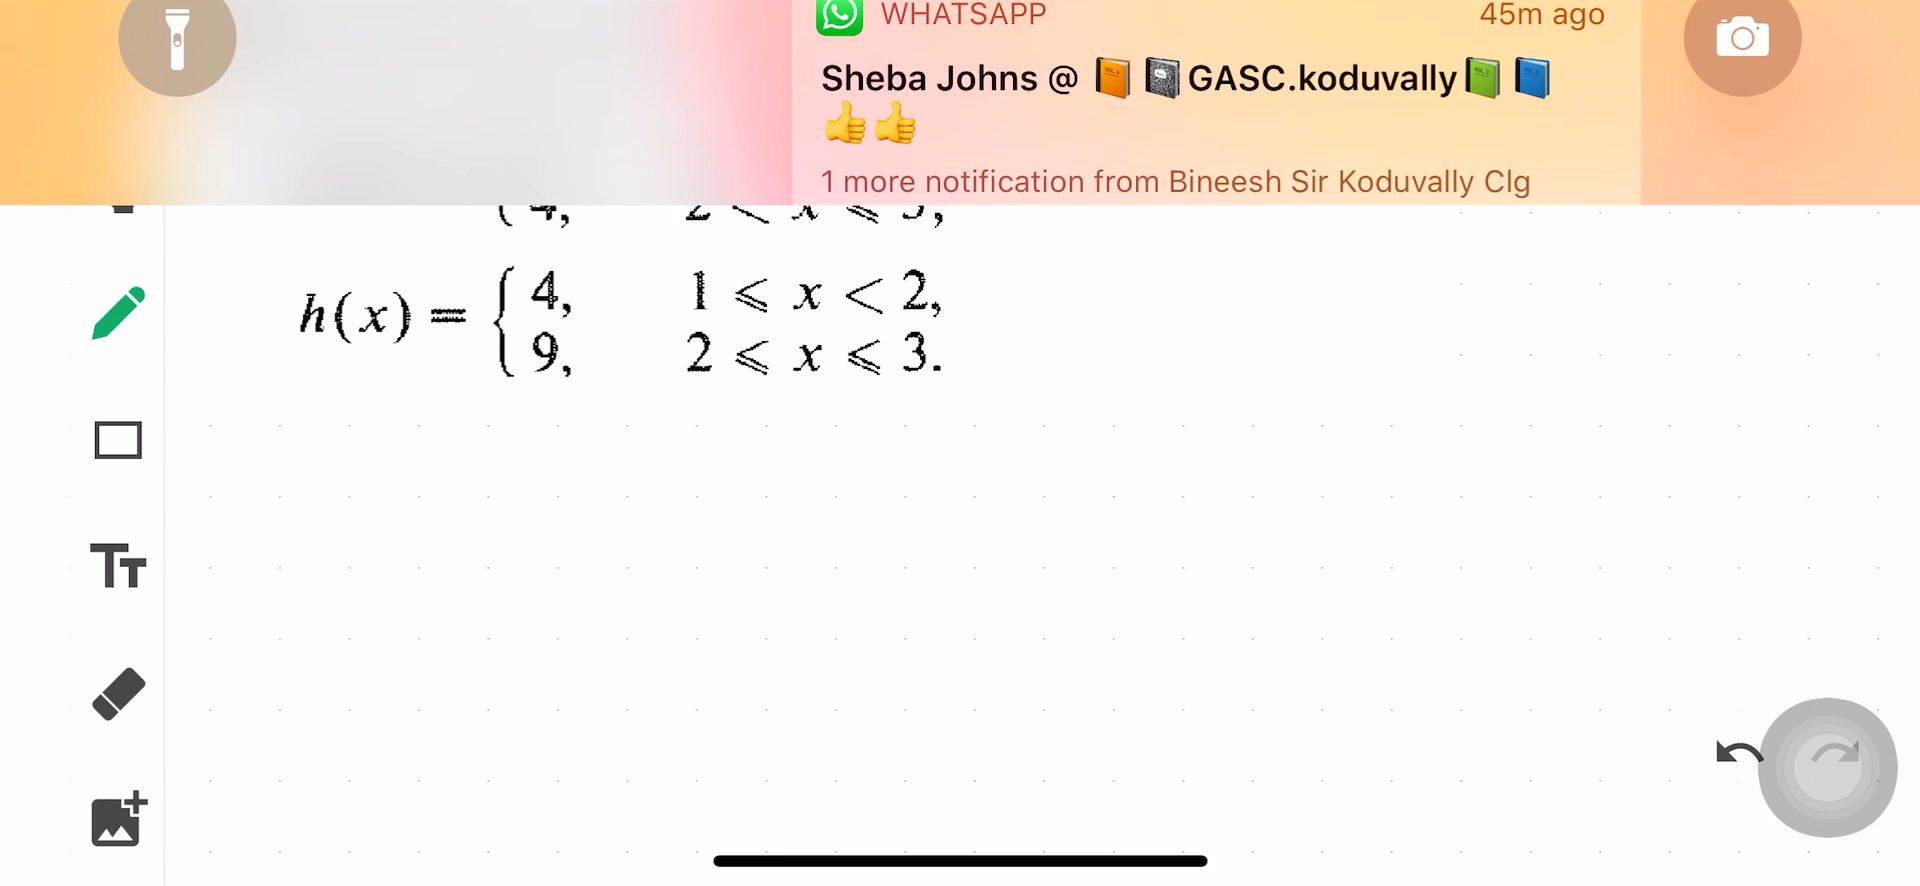 WHATSAPP 45m ago
Sheba Johns @ 📙 📓 GASC.koduvally📗 📘
👍👍
1 more notification from Bineesh Sir Koduvally Clg
h(x) = { 4, 1 ⩽ x < 2,
9, 2 ⩽ x ⩽ 3.
Tт